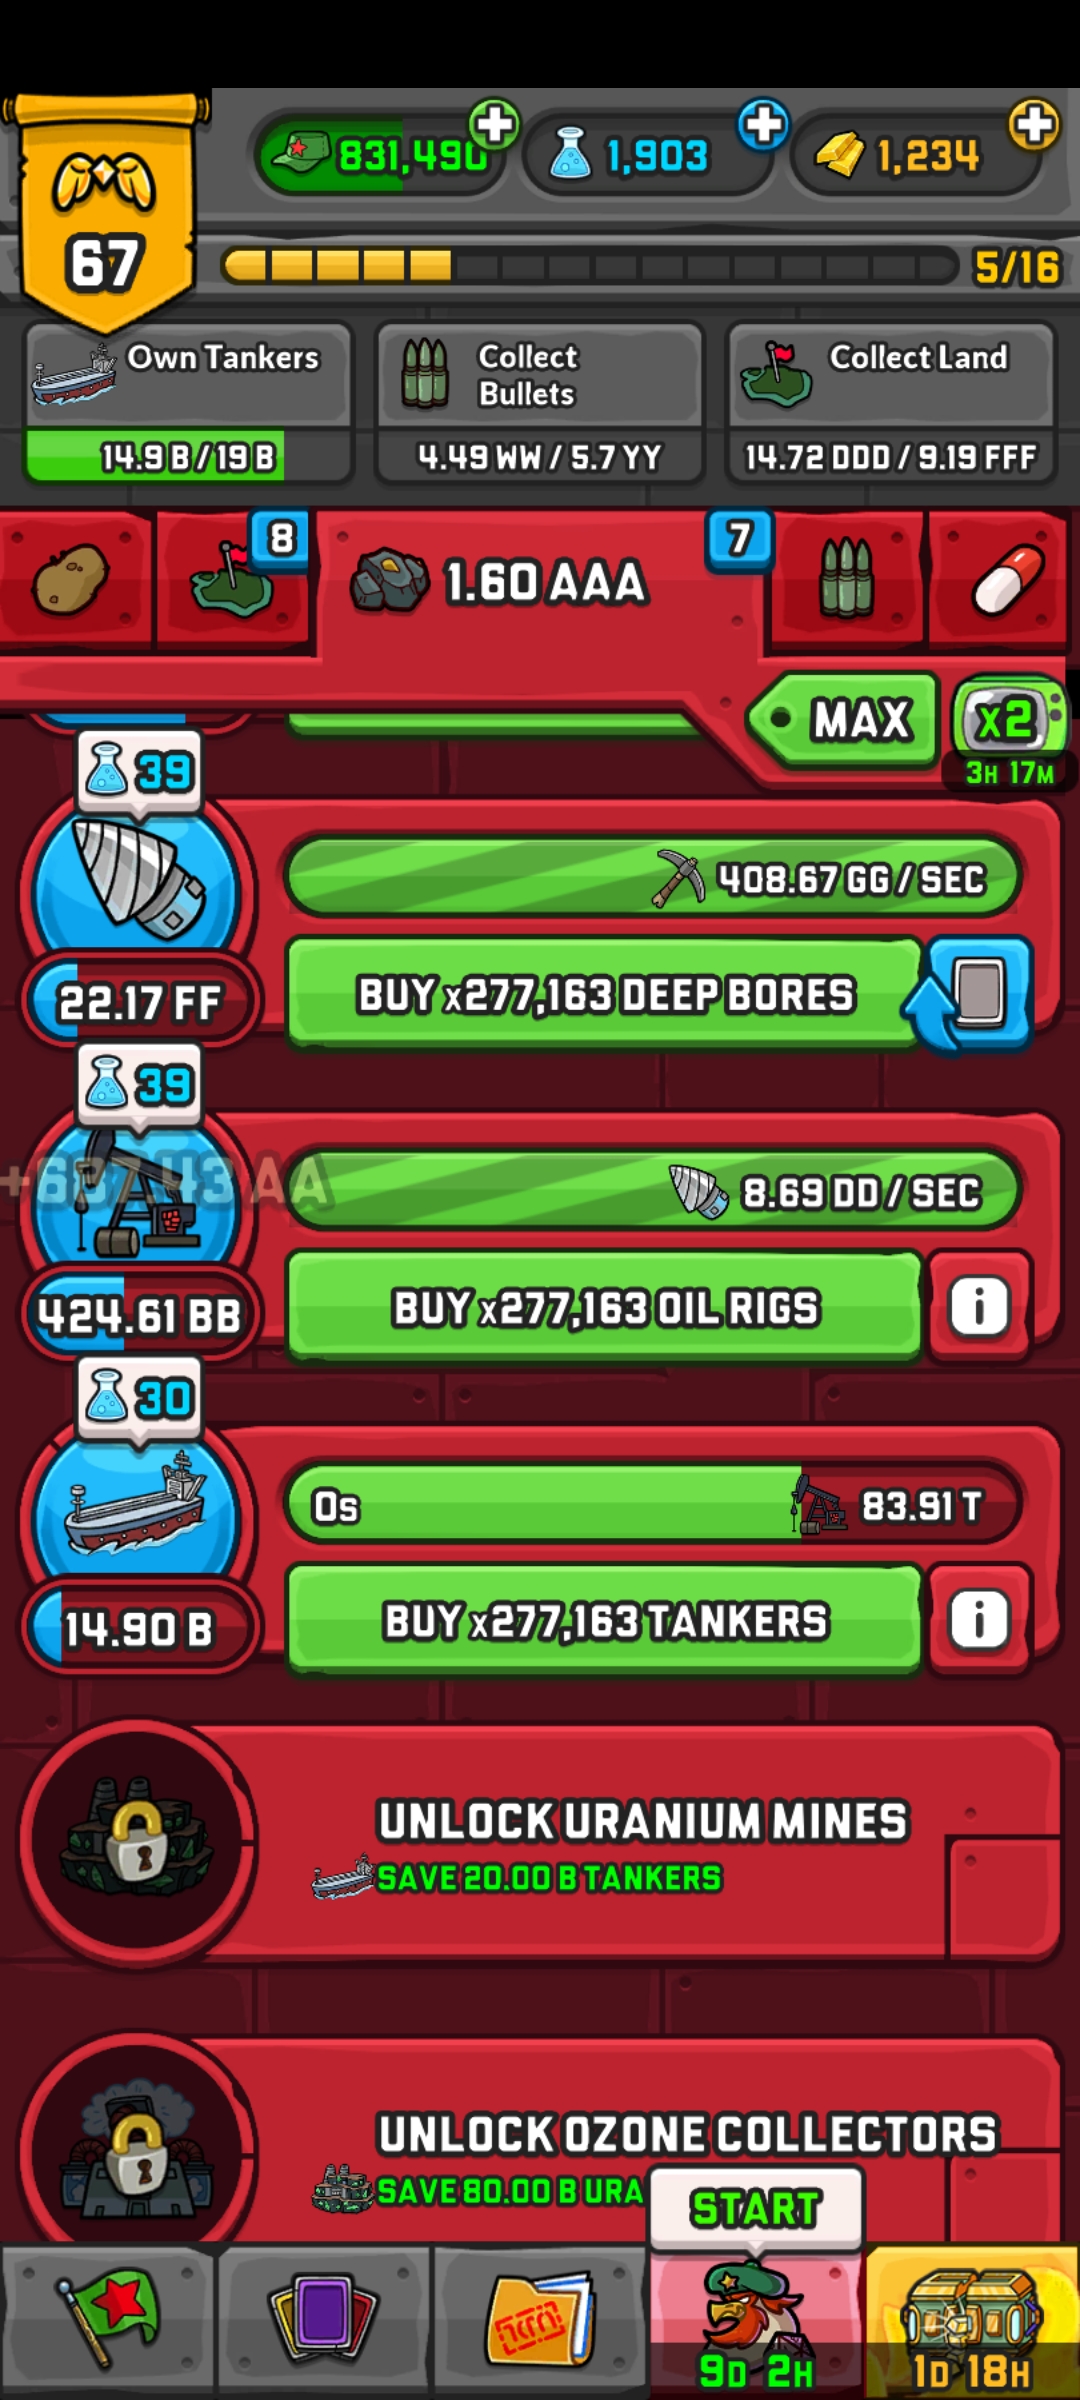 831,490
1,903
1,234
67
5/16
Own Tankers
14.9 B / 19 B
Collect
Bullets
4.49 WW / 5.7 YY
Collect Land
14.72 DDD / 9.19 FFF
8
1.60 AAA
7
MAX
x2
3H 17M
39
408.67 GG / SEC
22.17 FF
BUY x277,163 DEEP BORES
39
+687.43 AA
8.69 DD / SEC
424.61 BB
BUY x277,163 OIL RIGS
i
30
0s
83.91 T
14.90 B
BUY x277,163 TANKERS
i
UNLOCK URANIUM MINES
SAVE 20.00 B TANKERS
UNLOCK OZONE COLLECTORS
SAVE 80.00 B URA
START
9D 2H
1D 18H